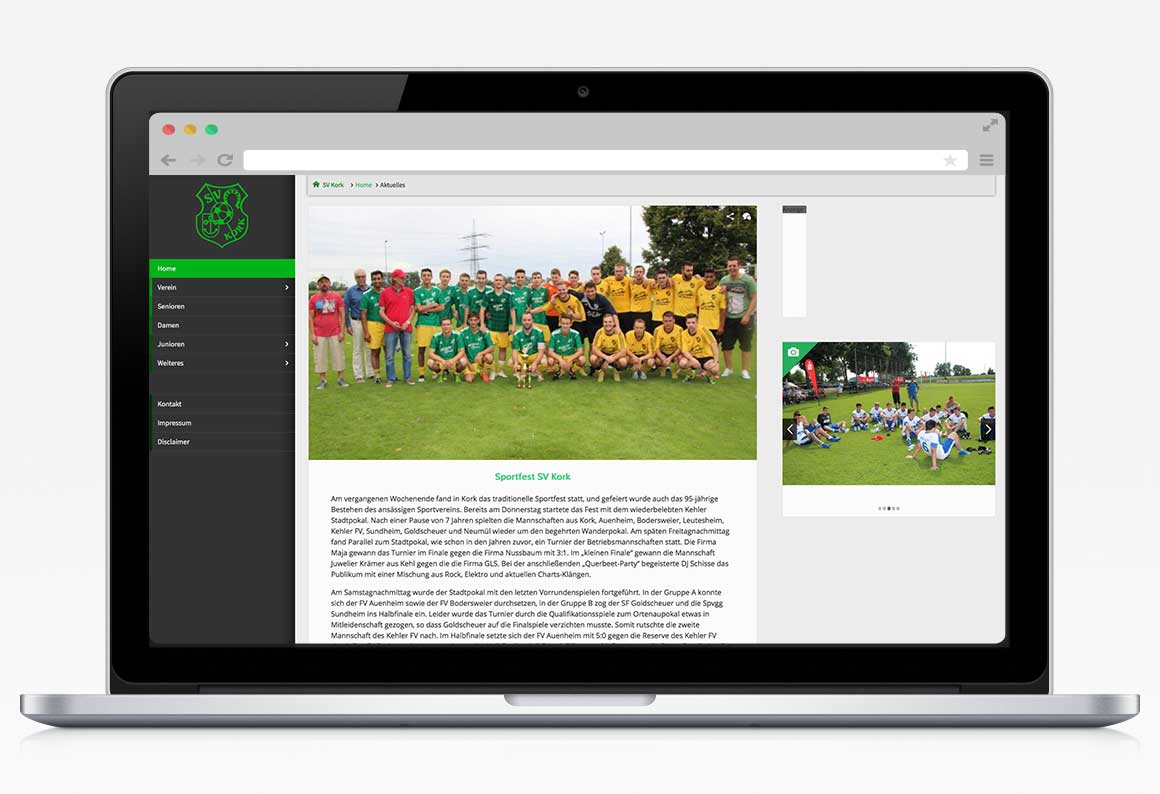 SV
KORK
SV Kork > Home > Aktuelles
Home
Verein
Senioren
Damen
Junioren
Weiteres
Kontakt
Impressum
Disclaimer
Anzeige
Sportfest SV Kork
Am vergangenen Wochenende fand in Kork das traditionelle Sportfest statt, und gefeiert wurde auch das 95-jährige
Bestehen des ansässigen Sportvereins. Bereits am Donnerstag startete das Fest mit dem wiederbelebten Kehler
Stadtpokal. Nach einer Pause von 7 Jahren spielten die Mannschaften aus Kork, Auenheim, Bodersweier, Leutesheim,
Kehler FV, Sundheim, Goldscheuer und Neumül wieder um den begehrten Wanderpokal. Am späten Freitagnachmittag
fand Parallel zum Stadtpokal, wie schon in den Jahren zuvor, ein Turnier der Betriebsmannschaften statt. Die Firma
Maja gewann das Turnier im Finale gegen die Firma Nussbaum mit 3:1. Im „kleinen Finale“ gewann die Mannschaft
Juwelier Krämer aus Kehl gegen die die Firma GLS. Bei der anschließenden „Querbeet-Party“ begeisterte DJ Schisse das
Publikum mit einer Mischung aus Rock, Elektro und aktuellen Charts-Klängen.
Am Samstagnachmittag wurde der Stadtpokal mit den letzten Vorrundenspielen fortgeführt. In der Gruppe A konnte
sich der FV Auenheim sowie der FV Bodersweier durchsetzen, in der Gruppe B zog der SF Goldscheuer und die Spvgg
Sundheim ins Halbfinale ein. Leider wurde das Turnier durch die Qualifikationsspiele zum Ortenaupokal etwas in
Mitleidenschaft gezogen, so dass Goldscheuer auf die Finalspiele verzichten musste. Somit rutschte die zweite
Mannschaft des Kehler FV nach. Im Halbfinale setzte sich der FV Auenheim mit 5:0 gegen die Reserve des Kehler FV